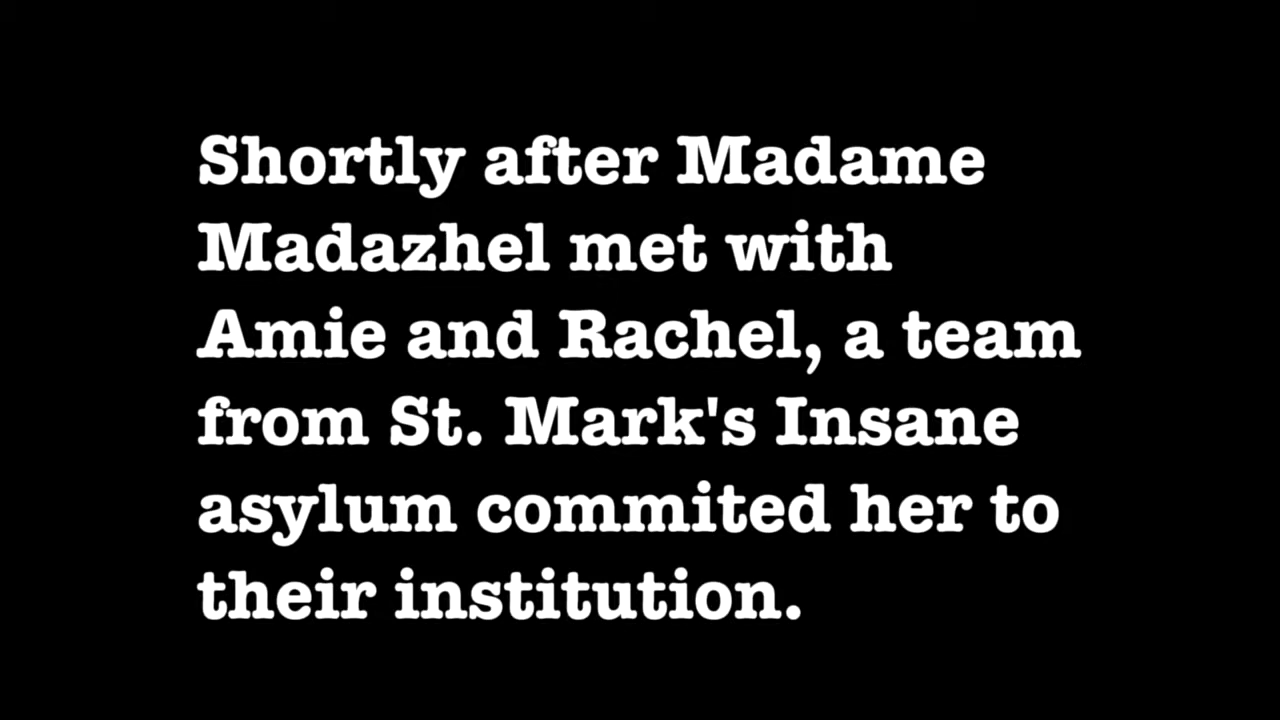 Shortly after Madame
Madazhel met with
Amie and Rachel, a team
from St. Mark's Insane
asylum commited her to
their institution.